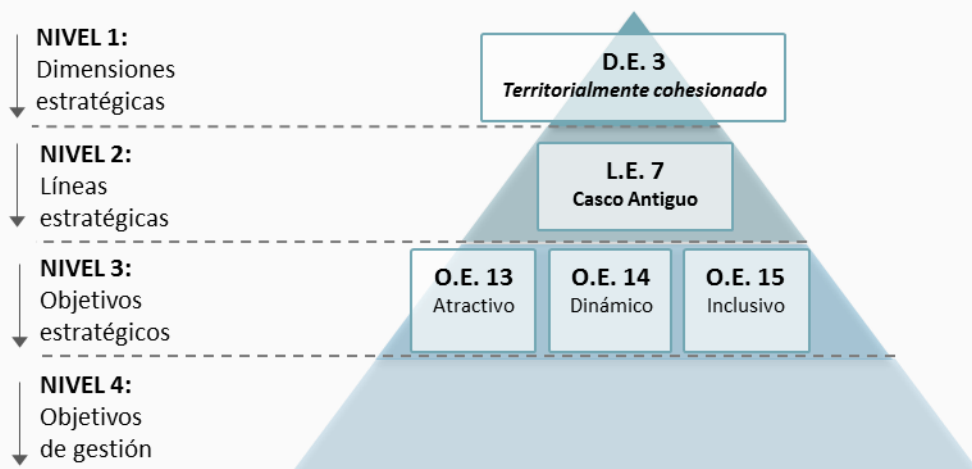 NIVEL 1:
Dimensiones
estratégicas
D.E. 3
Territorialmente cohesionado
NIVEL 2:
Líneas
estratégicas
L.E. 7
Casco Antiguo
NIVEL 3:
Objetivos
estratégicos
O.E. 13
Atractivo
O.E. 14
Dinámico
O.E. 15
Inclusivo
NIVEL 4:
Objetivos
de gestión